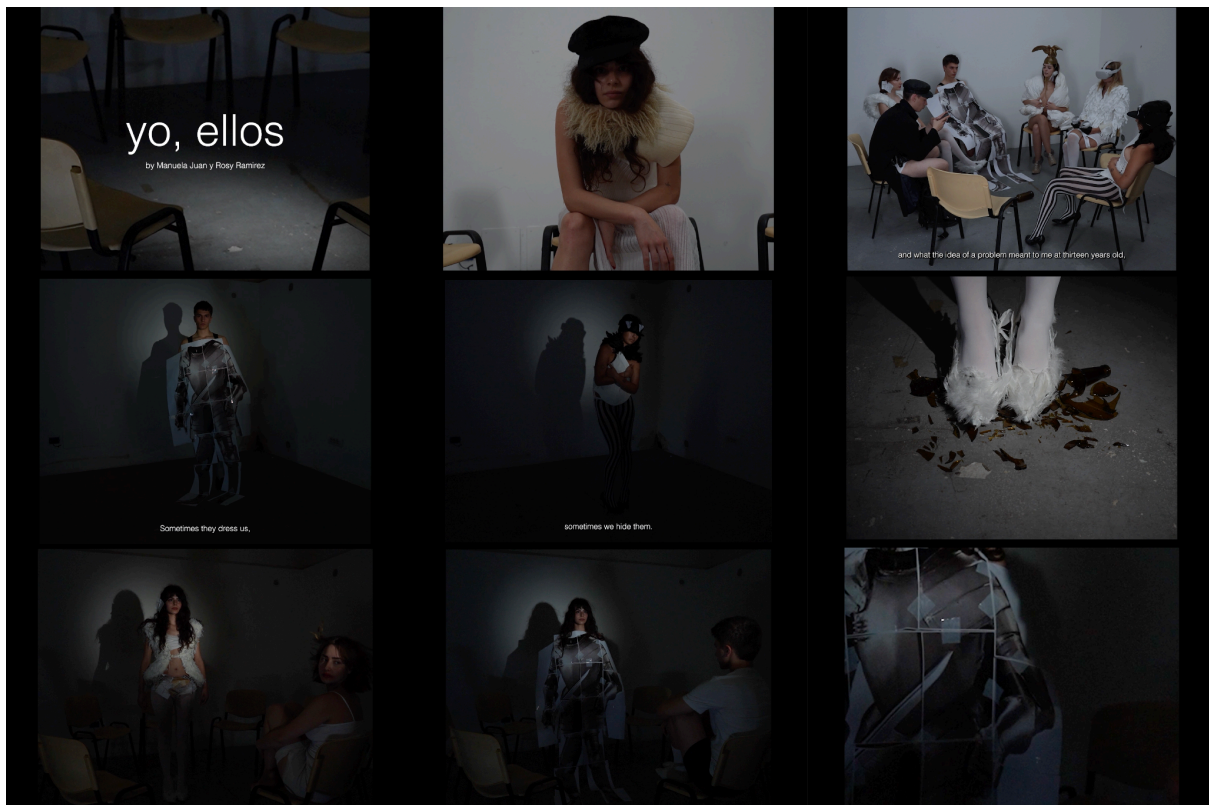 yo, ellos
by Manuela Juan y Rosy Ramirez
and what the idea of a problem meant to me at thirteen years old.
Sometimes they dress us,
sometimes we hide them.